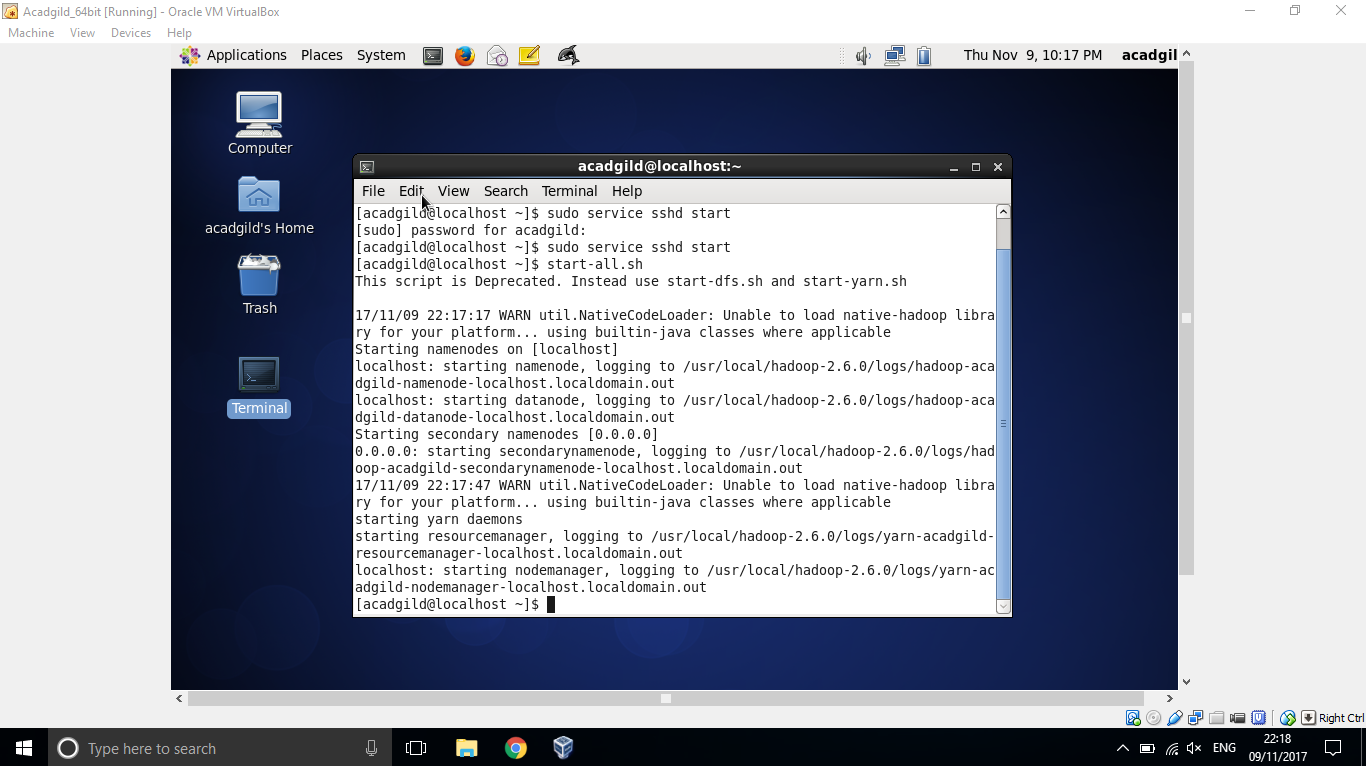 Acadgild_64bit [Running] - Oracle VM VirtualBox
Machine View Devices Help
Applications Places System Thu Nov 9, 10:17 PM acadgil
Computer
acadgild's Home
Trash
Terminal
acadgild@localhost:~
File Edit View Search Terminal Help
[acadgild@localhost ~]$ sudo service sshd start
[sudo] password for acadgild:
[acadgild@localhost ~]$ sudo service sshd start
[acadgild@localhost ~]$ start-all.sh
This script is Deprecated. Instead use start-dfs.sh and start-yarn.sh
17/11/09 22:17:17 WARN util.NativeCodeLoader: Unable to load native-hadoop libra
ry for your platform... using builtin-java classes where applicable
Starting namenodes on [localhost]
localhost: starting namenode, logging to /usr/local/hadoop-2.6.0/logs/hadoop-aca
dgild-namenode-localhost.localdomain.out
localhost: starting datanode, logging to /usr/local/hadoop-2.6.0/logs/hadoop-aca
dgild-datanode-localhost.localdomain.out
Starting secondary namenodes [0.0.0.0]
0.0.0.0: starting secondarynamenode, logging to /usr/local/hadoop-2.6.0/logs/had
oop-acadgild-secondarynamenode-localhost.localdomain.out
17/11/09 22:17:47 WARN util.NativeCodeLoader: Unable to load native-hadoop libra
ry for your platform... using builtin-java classes where applicable
starting yarn daemons
starting resourcemanager, logging to /usr/local/hadoop-2.6.0/logs/yarn-acadgild-
resourcemanager-localhost.localdomain.out
localhost: starting nodemanager, logging to /usr/local/hadoop-2.6.0/logs/yarn-ac
adgild-nodemanager-localhost.localdomain.out
[acadgild@localhost ~]$
Right Ctrl
Type here to search
ENG
22:18
09/11/2017